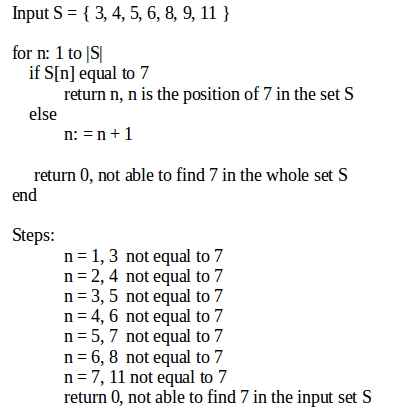 Input S = { 3, 4, 5, 6, 8, 9, 11 }
for n: 1 to |S|
if S[n] equal to 7
return n, n is the position of 7 in the set S
else
n: = n + 1
return 0, not able to find 7 in the whole set S
end
Steps:
n = 1, 3 not equal to 7
n = 2, 4 not equal to 7
n = 3, 5 not equal to 7
n = 4, 6 not equal to 7
n = 5, 7 not equal to 7
n = 6, 8 not equal to 7
n = 7, 11 not equal to 7
return 0, not able to find 7 in the input set S